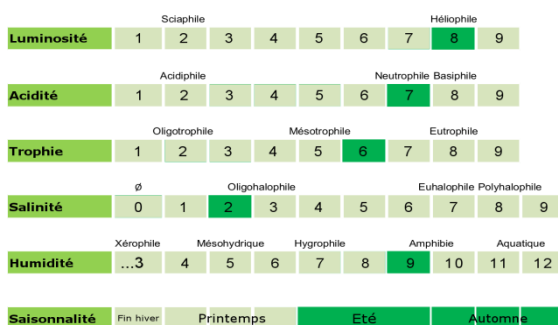 Sciaphile Héliophile
Luminosité 1 2 3 4 5 6 7 8 9
Acidiphile Neutrophile Basiphile
Acidité 1 2 3 4 5 6 7 8 9
Oligotrophile Mésotrophile Eutrophile
Trophie 1 2 3 4 5 6 7 8 9
Ø Oligohalophile Euhalophile Polyhalophile
Salinité 0 1 2 3 4 5 6 7 8 9
Xérophile Mésohydrique Hygrophile Amphibie Aquatique
Humidité ...3 4 5 6 7 8 9 10 11 12
Saisonnalité Fin hiver Printemps Eté Automne